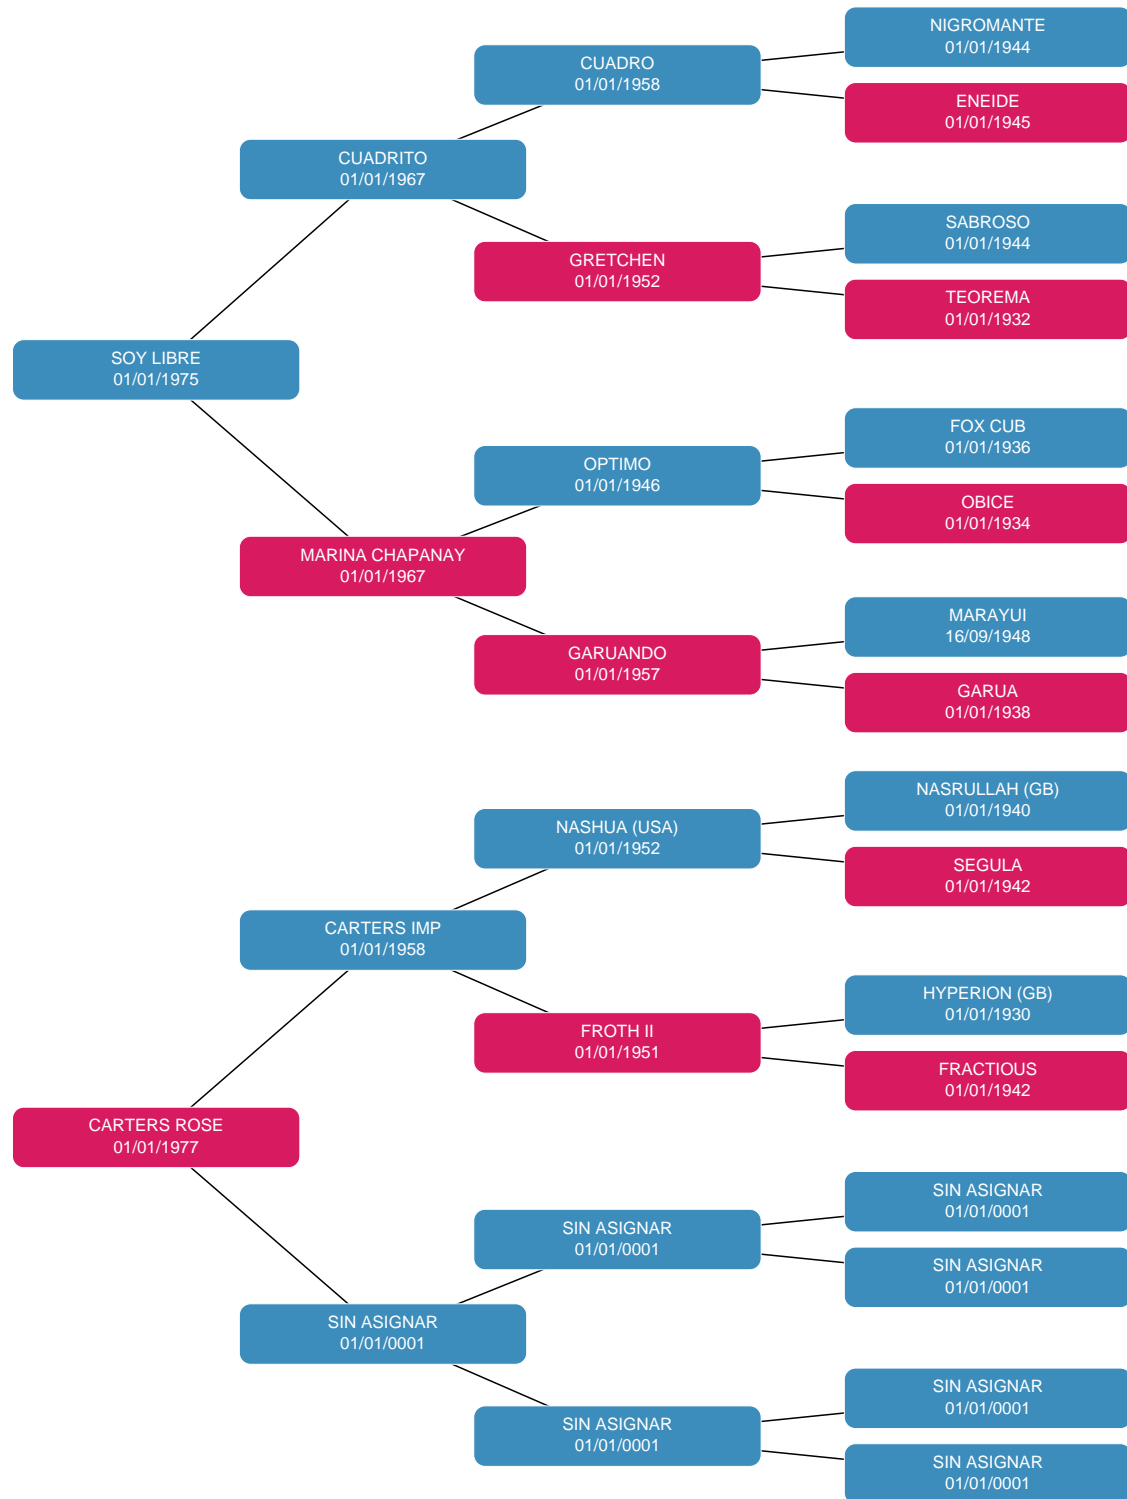 NIGROMANTE
01/01/1944
CUADRO
01/01/1958
ENEIDE
01/01/1945
CUADRITO
01/01/1967
SABROSO
01/01/1944
GRETCHEN
01/01/1952
TEOREMA
01/01/1932
SOY LIBRE
01/01/1975
FOX CUB
01/01/1936
OPTIMO
01/01/1946
OBICE
01/01/1934
MARINA CHAPANAY
01/01/1967
MARAYUI
16/09/1948
GARUANDO
01/01/1957
GARUA
01/01/1938
NASRULLAH (GB)
01/01/1940
NASHUA (USA)
01/01/1952
SEGULA
01/01/1942
CARTERS IMP
01/01/1958
HYPERION (GB)
01/01/1930
FROTH II
01/01/1951
FRACTIOUS
01/01/1942
CARTERS ROSE
01/01/1977
SIN ASIGNAR
01/01/0001
SIN ASIGNAR
01/01/0001
SIN ASIGNAR
01/01/0001
SIN ASIGNAR
01/01/0001
SIN ASIGNAR
01/01/0001
SIN ASIGNAR
01/01/0001
SIN ASIGNAR
01/01/0001